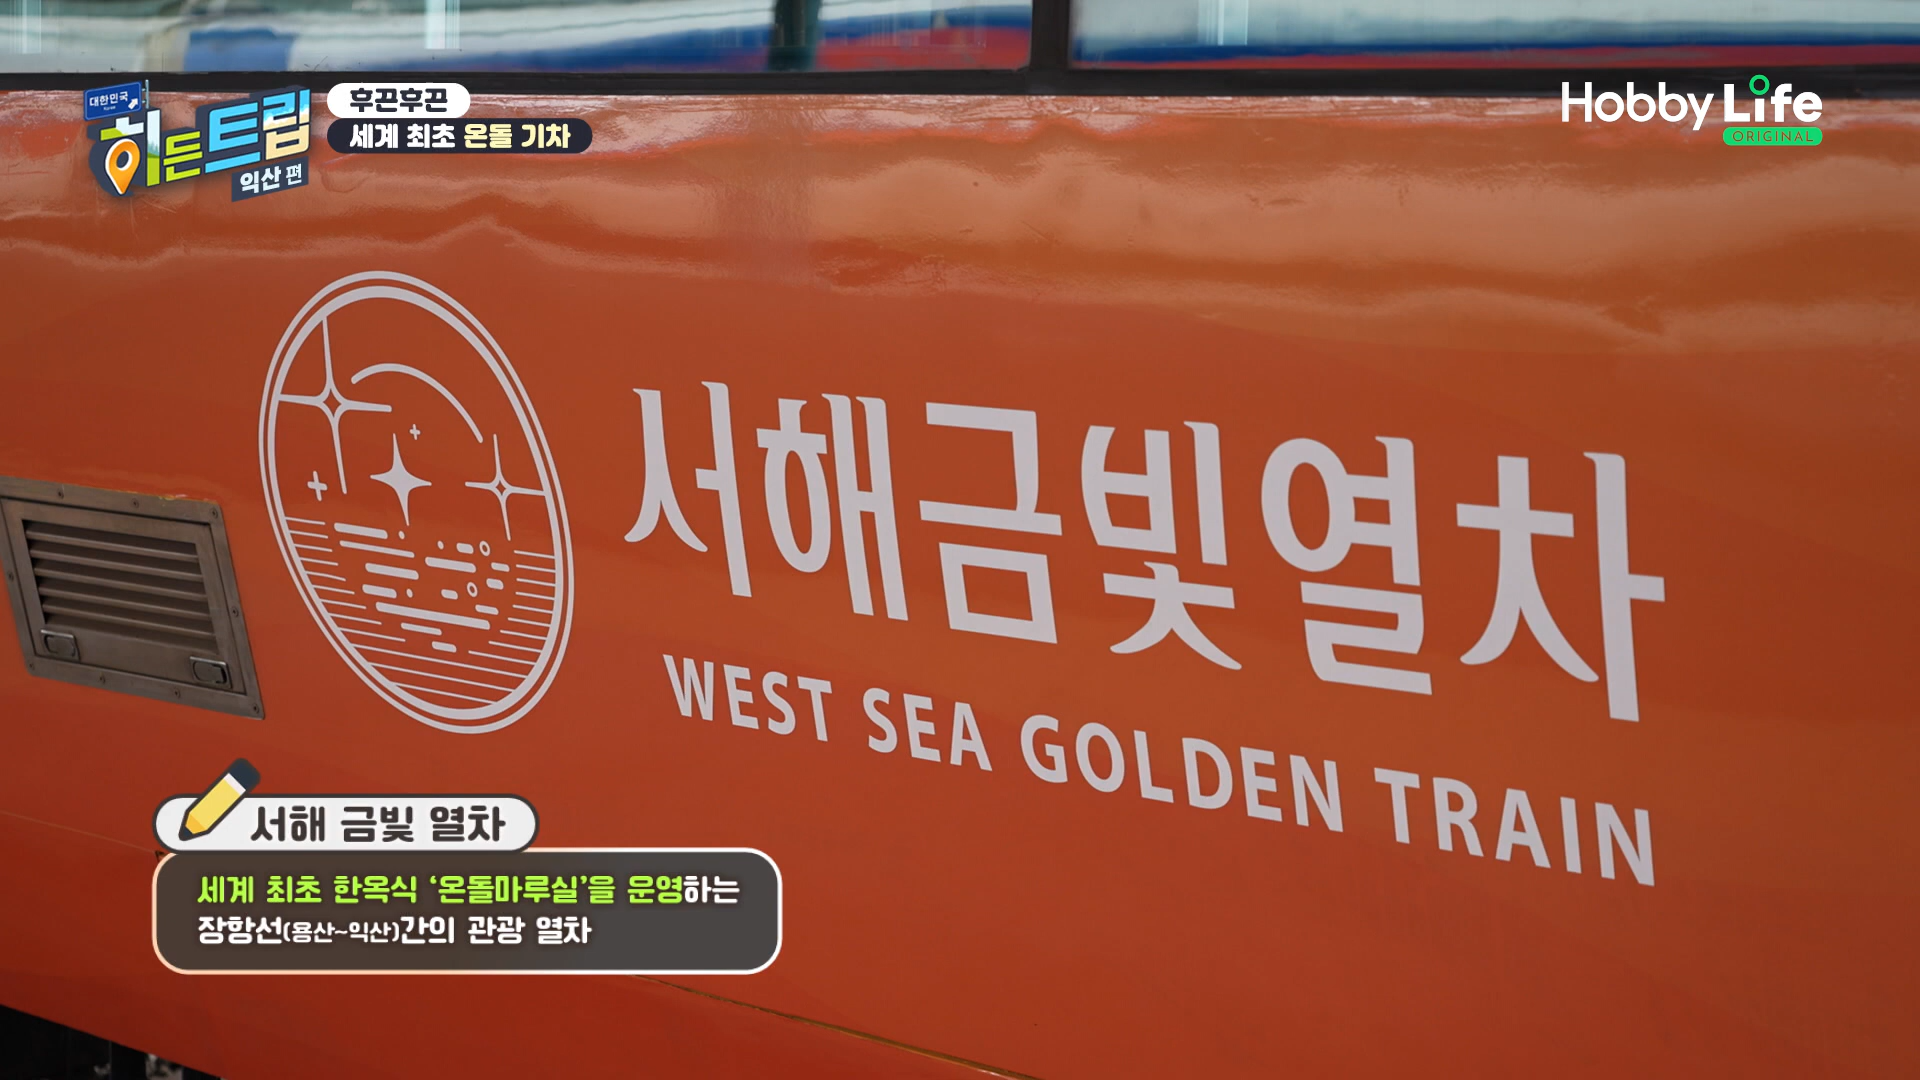 대한민국
Korea
히든트립
익산 편
후끈후끈
세계 최초 온돌 기차
HobbyLife
ORIGINAL
서해금빛열차
WEST SEA GOLDEN TRAIN
서해 금빛 열차
세계 최초 한옥식 ‘온돌마루실’을 운영하는
장항선(용산~익산)간의 관광 열차